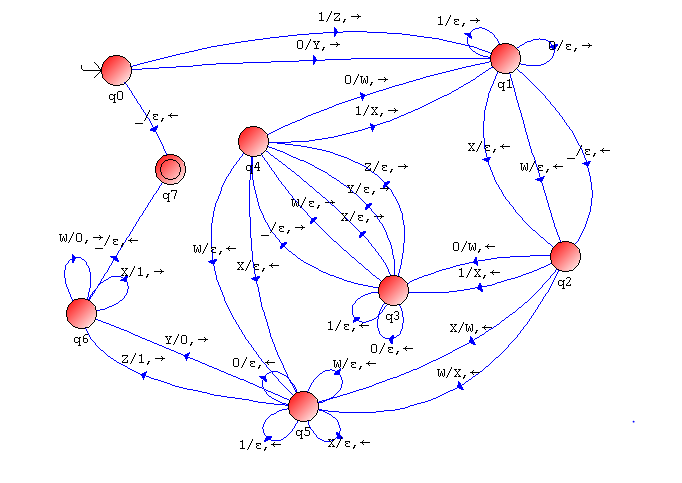 1/Z,→
0/Y,→
1/ε,→
0/ε,→
q0
q1
0/W,→
1/X,→
_/ε,←
X/ε,←
W/ε,←
_/ε,←
q4
Z/ε,→
q7
Y/ε,→
W/ε,→
X/ε,→
_/ε,→
W/0,→
_/ε,←
W/ε,←
X/ε,←
0/W,←
1/X,←
q2
X/1,→
q3
q6
1/ε,←
0/ε,←
X/W,←
Y/0,→
Z/1,→
0/ε,←
W/ε,←
W/X,←
q5
1/ε,←
X/ε,←